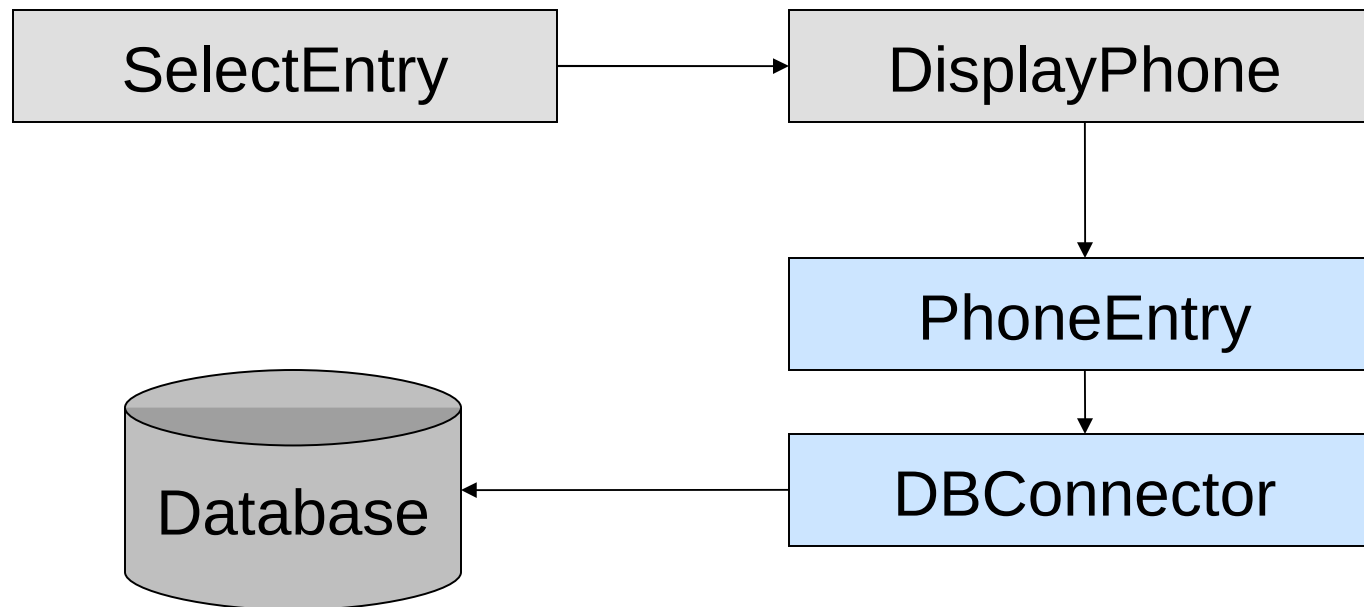 SelectEntry
DisplayPhone
PhoneEntry
DBConnector
Database